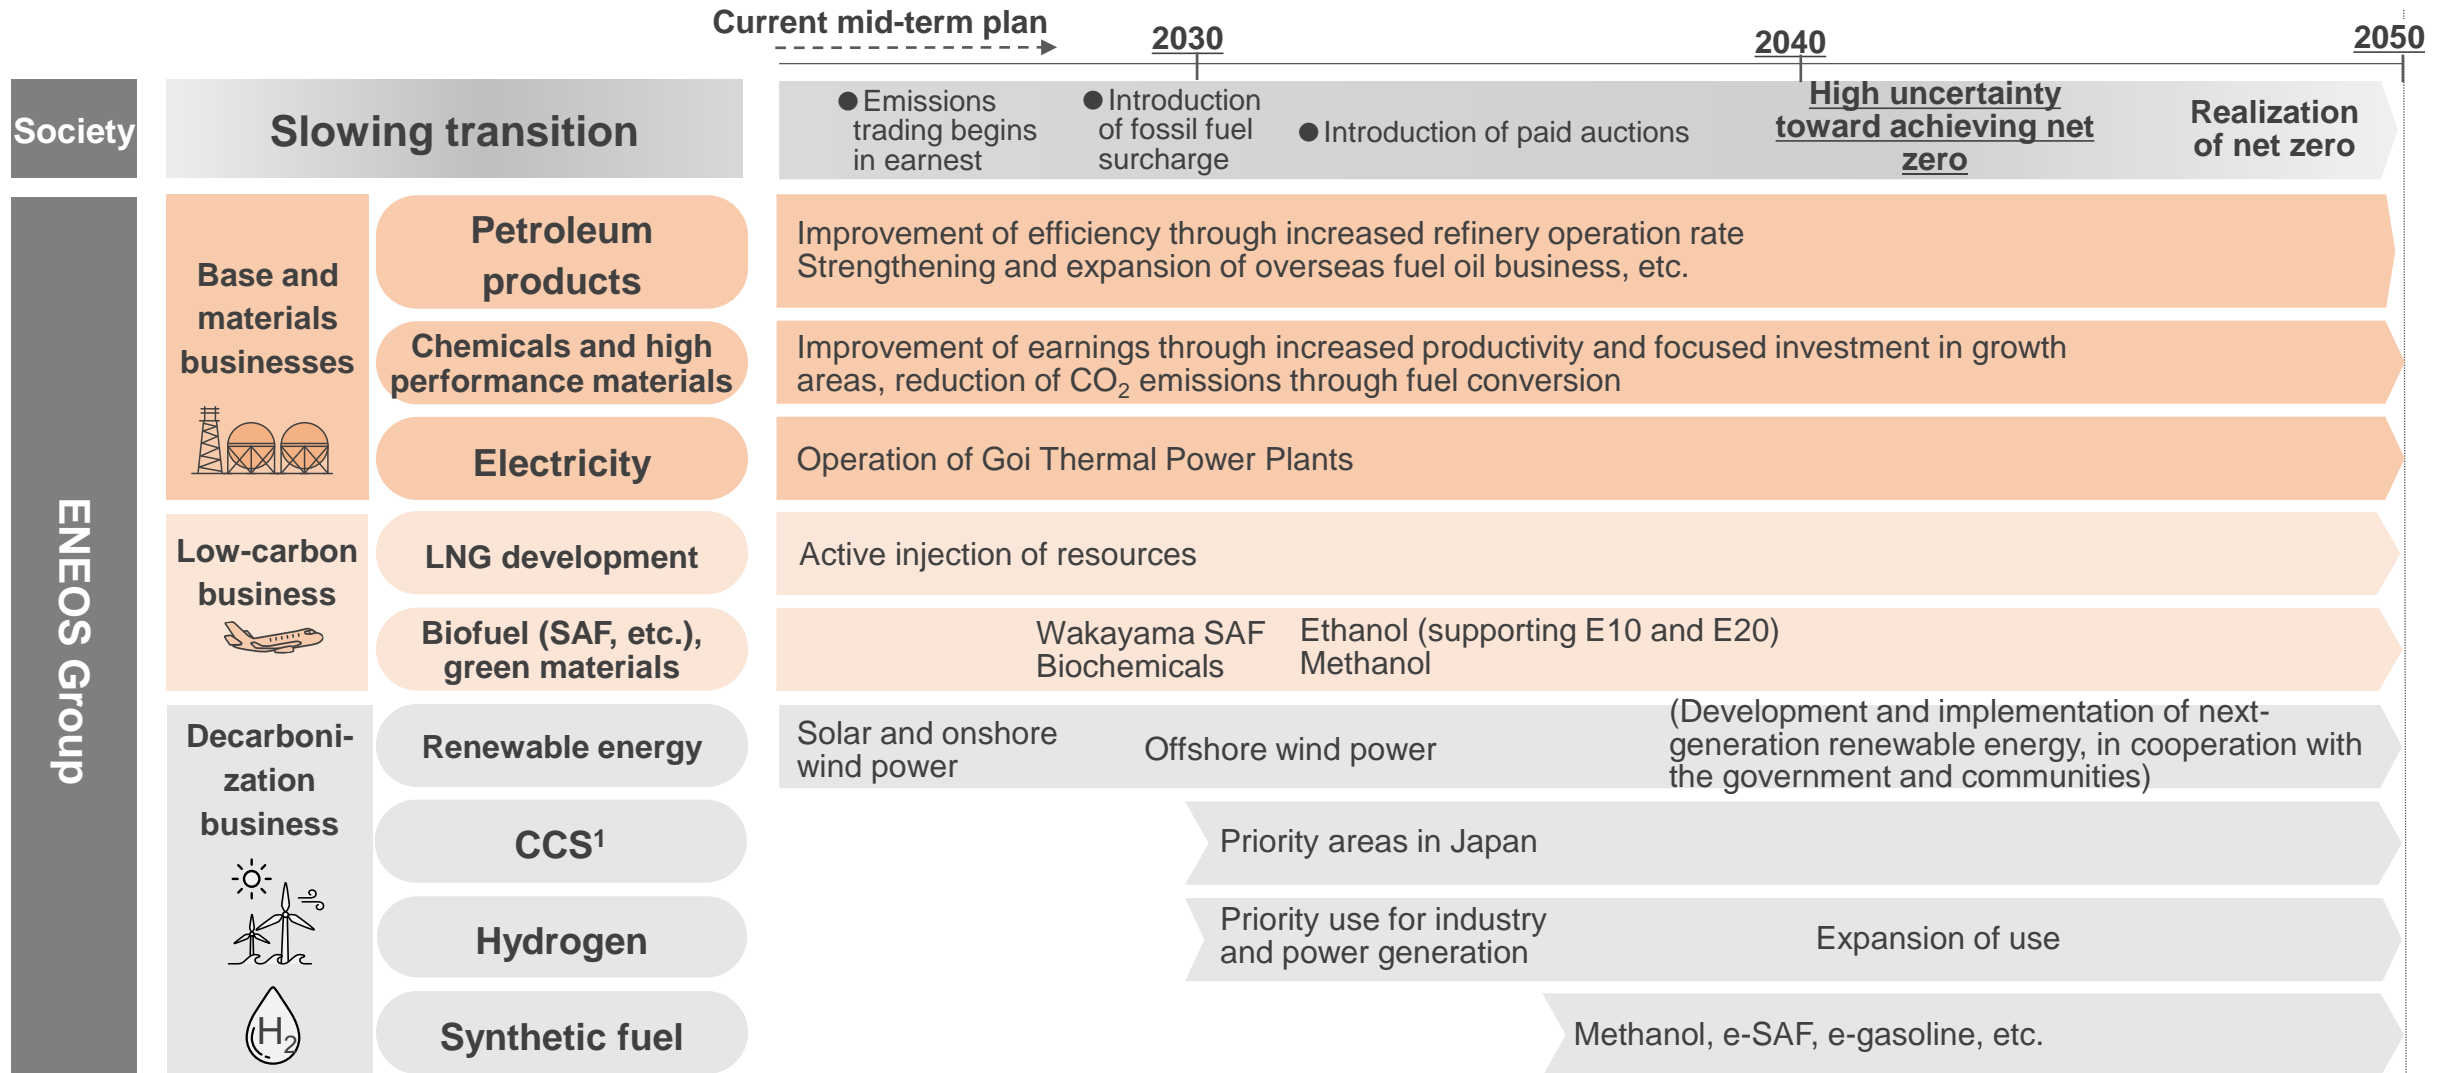 Current mid-term plan
2030
2040
2050
Society
Slowing transition
● Emissions
trading begins
in earnest
● Introduction
of fossil fuel
surcharge
● Introduction of paid auctions
High uncertainty
toward achieving net
zero
Realization
of net zero
ENEOS Group
Base and
materials
businesses
Petroleum
products
Improvement of efficiency through increased refinery operation rate
Strengthening and expansion of overseas fuel oil business, etc.
Chemicals and high
performance materials
Improvement of earnings through increased productivity and focused investment in growth
areas, reduction of CO₂ emissions through fuel conversion
Electricity
Operation of Goi Thermal Power Plants
Low-carbon
business
LNG development
Active injection of resources
Biofuel (SAF, etc.),
green materials
Wakayama SAF
Biochemicals
Ethanol (supporting E10 and E20)
Methanol
Decarboni-
zation
business
Renewable energy
Solar and onshore
wind power
Offshore wind power
(Development and implementation of next-
generation renewable energy, in cooperation with
the government and communities)
CCS¹
Priority areas in Japan
Hydrogen
Priority use for industry
and power generation
Expansion of use
H₂
Synthetic fuel
Methanol, e-SAF, e-gasoline, etc.